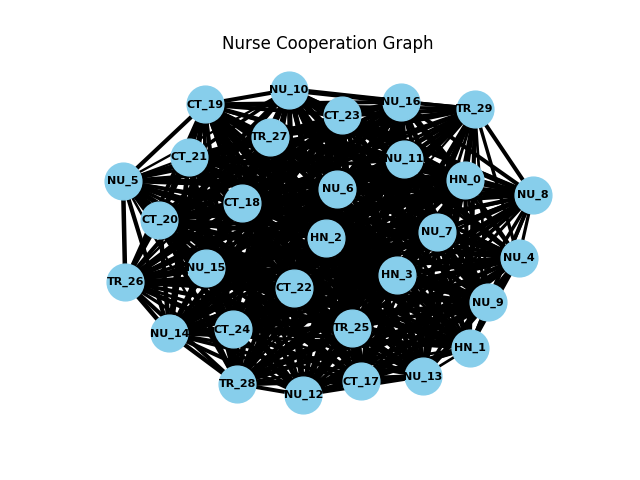 Nurse Cooperation Graph
NU_10
CT_19
NU_16
TR_29
CT_23
TR_27
CT_21
NU_11
NU_5
HN_0
NU_6
NU_8
CT_18
CT_20
NU_7
HN_2
NU_4
NU_15
HN_3
TR_26
CT_22
NU_9
TR_25
CT_24
NU_14
HN_1
NU_13
CT_17
TR_28
NU_12